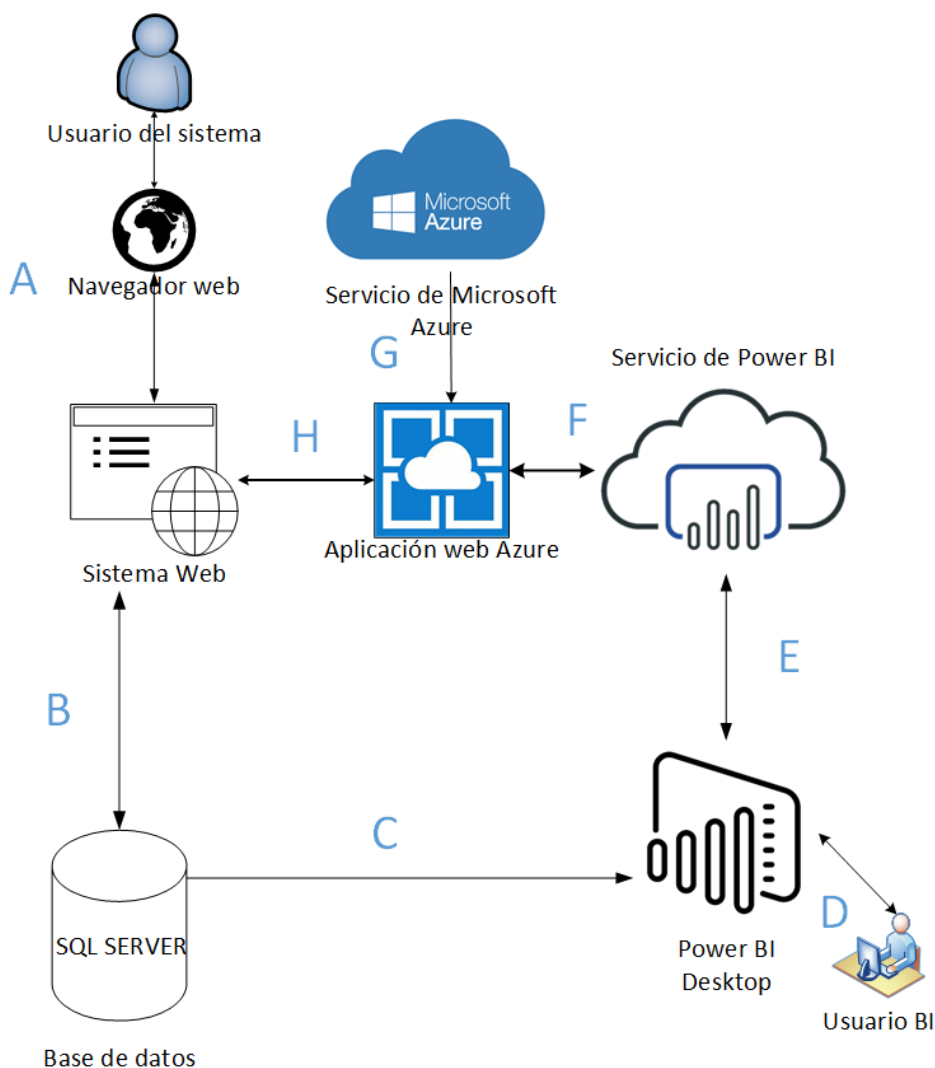 Usuario del sistema
A
Navegador web
Microsoft
Azure
Servicio de Microsoft
Azure
G
Servicio de Power BI
H
F
Sistema Web
Aplicación web Azure
B
E
C
SQL SERVER
Base de datos
Power BI
Desktop
D
Usuario BI